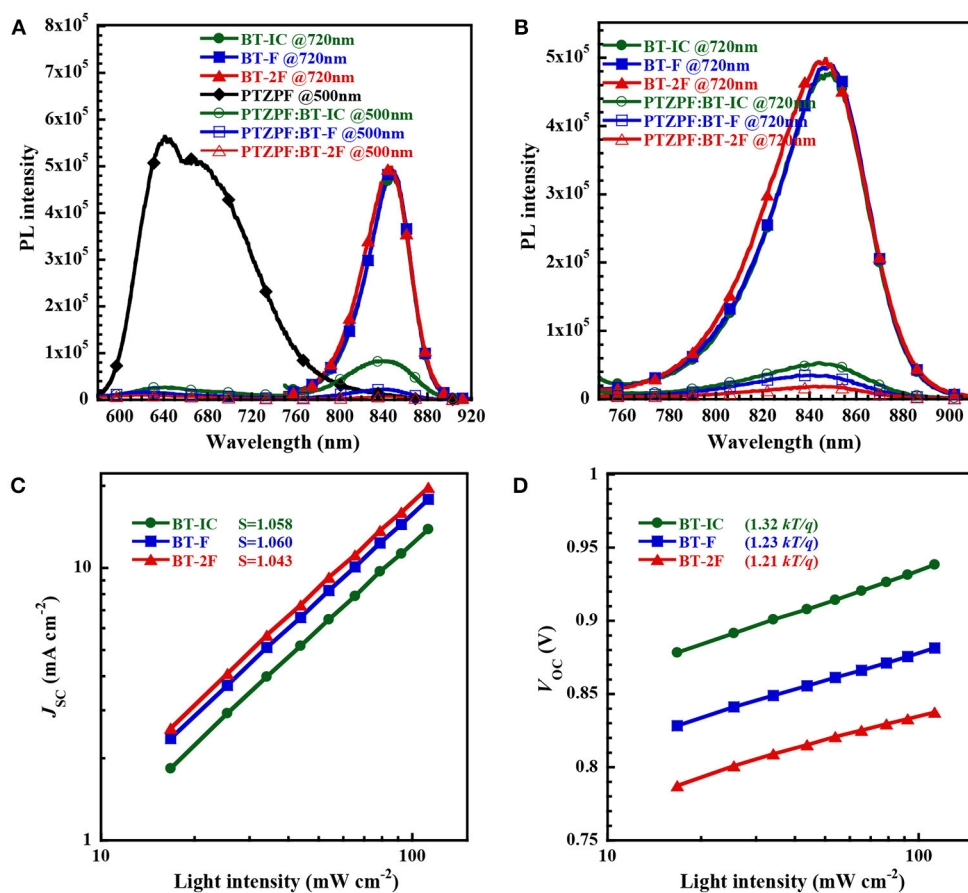 A
PL intensity
8x10⁵
7x10⁵
6x10⁵
5x10⁵
4x10⁵
3x10⁵
2x10⁵
1x10⁵
0
BT-IC @720nm
BT-F @720nm
BT-2F @720nm
PTZPF @500nm
PTZPF:BT-IC @500nm
PTZPF:BT-F @500nm
PTZPF:BT-2F @500nm
600 640 680 720 760 800 840 880 920
Wavelength (nm)
B
PL intensity
5x10⁵
4x10⁵
3x10⁵
2x10⁵
1x10⁵
0
BT-IC @720nm
BT-F @720nm
BT-2F @720nm
PTZPF:BT-IC @720nm
PTZPF:BT-F @720nm
PTZPF:BT-2F @720nm
760 780 800 820 840 860 880 900
Wavelength (nm)
C
J_SC (mA cm⁻²)
10
1
BT-IC S=1.058
BT-F S=1.060
BT-2F S=1.043
10 100
Light intensity (mW cm⁻²)
D
V_OC (V)
1
0.95
0.9
0.85
0.8
0.75
BT-IC (1.32 kT/q)
BT-F (1.23 kT/q)
BT-2F (1.21 kT/q)
10 100
Light intensity (mW cm⁻²)